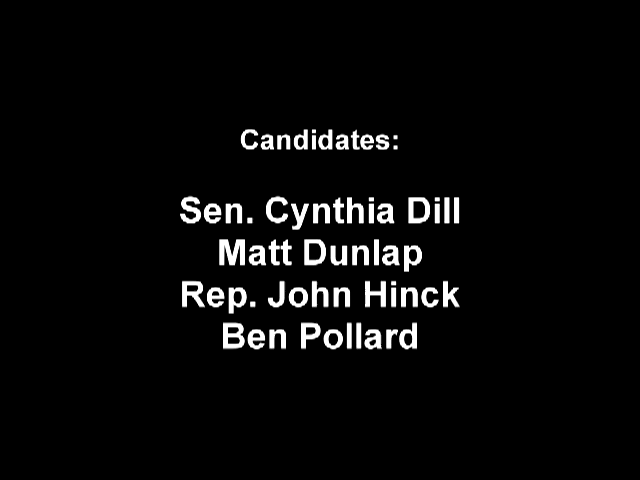 Candidates:
Sen. Cynthia Dill
Matt Dunlap
Rep. John Hinck
Ben Pollard